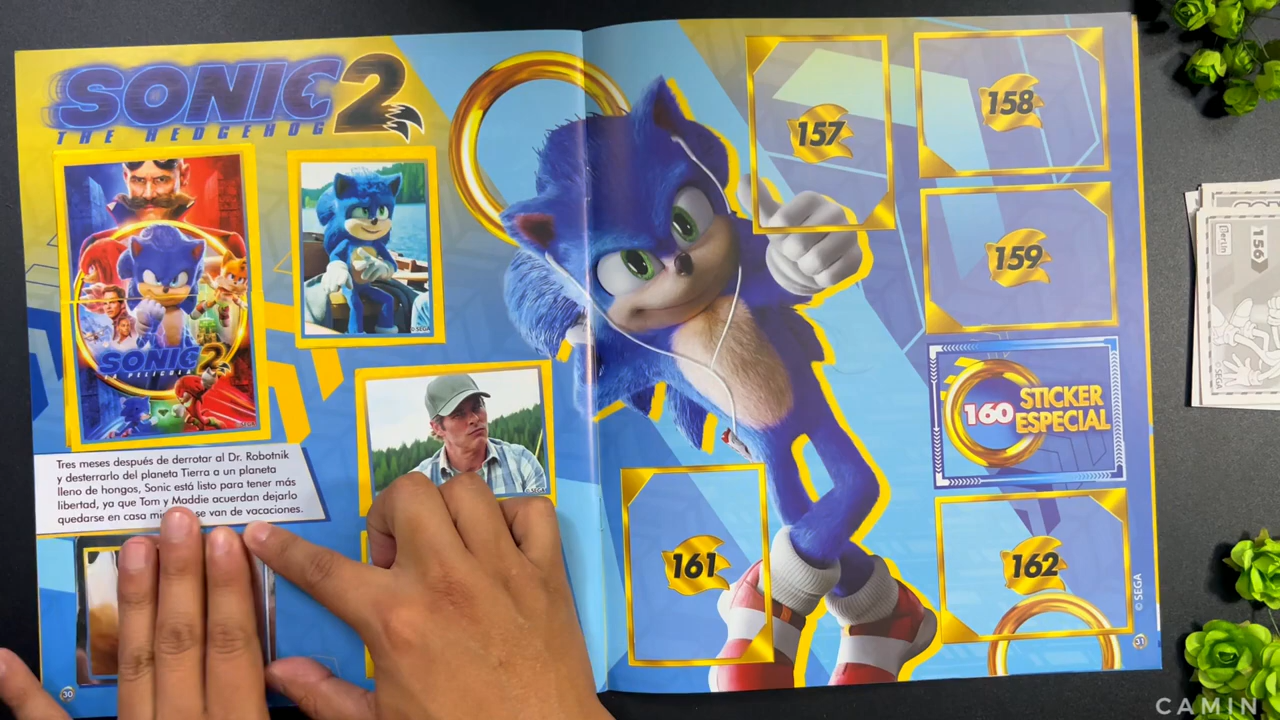 SONIC 2
THE HEDGEHOG
SONIC 2
PELÍCULA
©SEGA
Tres meses después de derrotar al Dr. Robotnik
y desterrarlo del planeta Tierra a un planeta
lleno de hongos, Sonic está listo para tener más
libertad, ya que Tom y Maddie acuerdan dejarlo
quedarse en casa se van de vacaciones.
30
157
158
159
160 STICKER
ESPECIAL
161
162
© SEGA
31
156
©SEGA
CAMIN